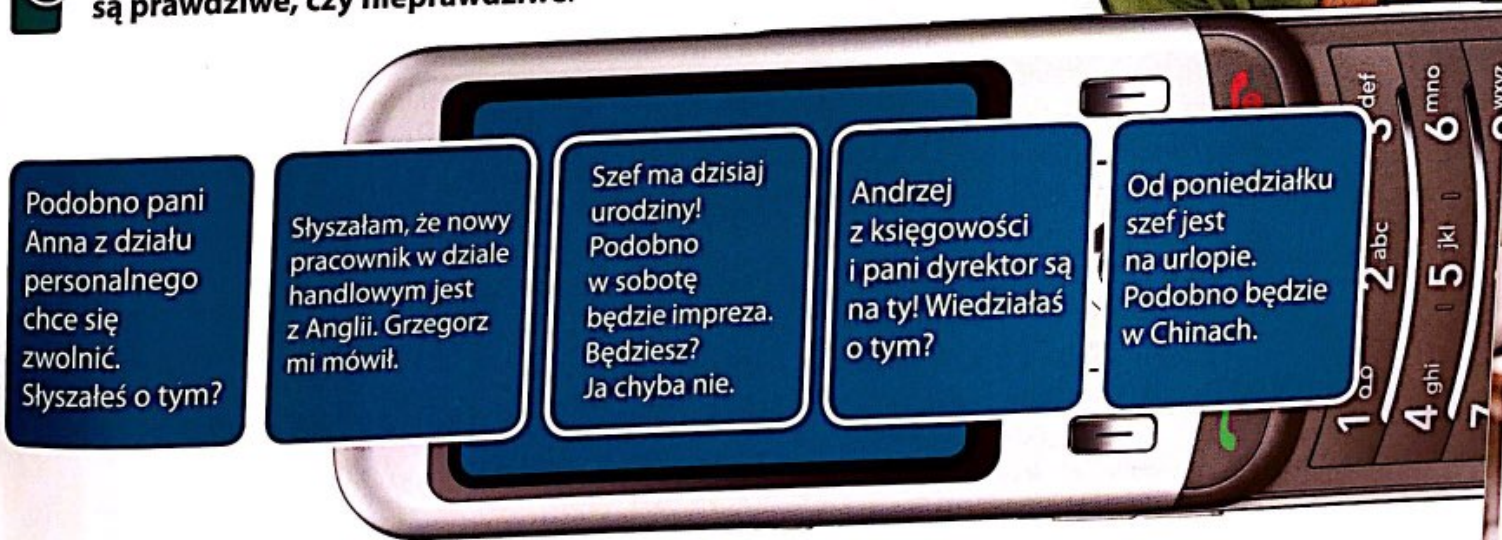 są prawdziwe, czy nieprawdziwe.
Podobno pani
Anna z działu
personalnego
chce się
zwolnić.
Słyszałeś o tym?
Słyszałam, że nowy
pracownik w dziale
handlowym jest
z Anglii. Grzegorz
mi mówił.
Szef ma dzisiaj
urodziny!
Podobno
w sobotę
będzie impreza.
Będziesz?
Ja chyba nie.
Andrzej
z księgowości
i pani dyrektor są
na ty! Wiedziałaś
o tym?
Od poniedziałku
szef jest
na urlopie.
Podobno będzie
w Chinach.
1 o.o
2 abc
3 def
4 ghi
5 jkl
6 mno
7
9 wxyz